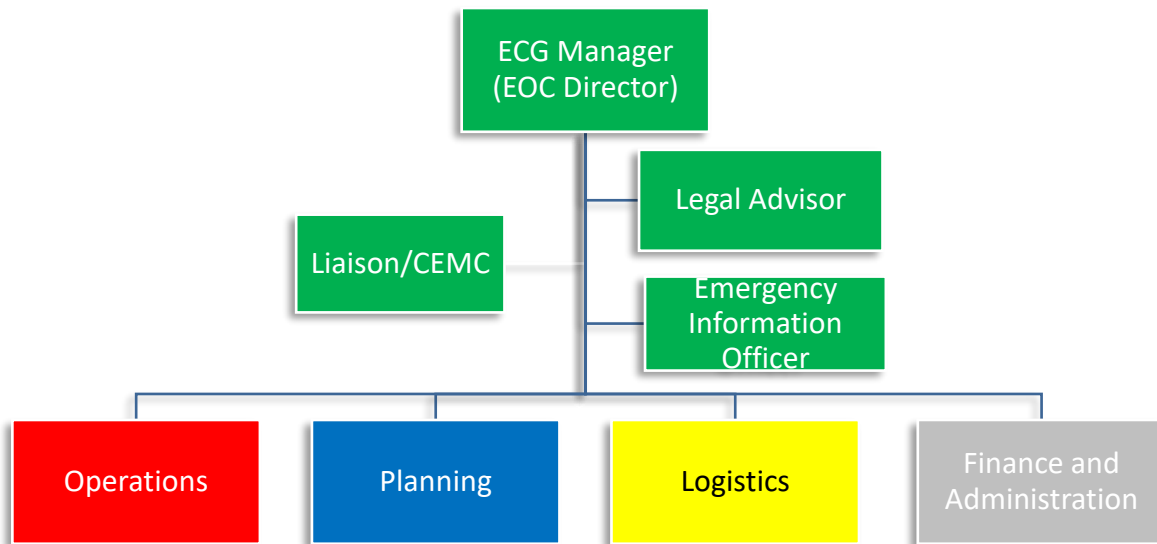 ECG Manager
(EOC Director)
Legal Advisor
Liaison/CEMC
Emergency
Information
Officer
Operations
Planning
Logistics
Finance and
Administration